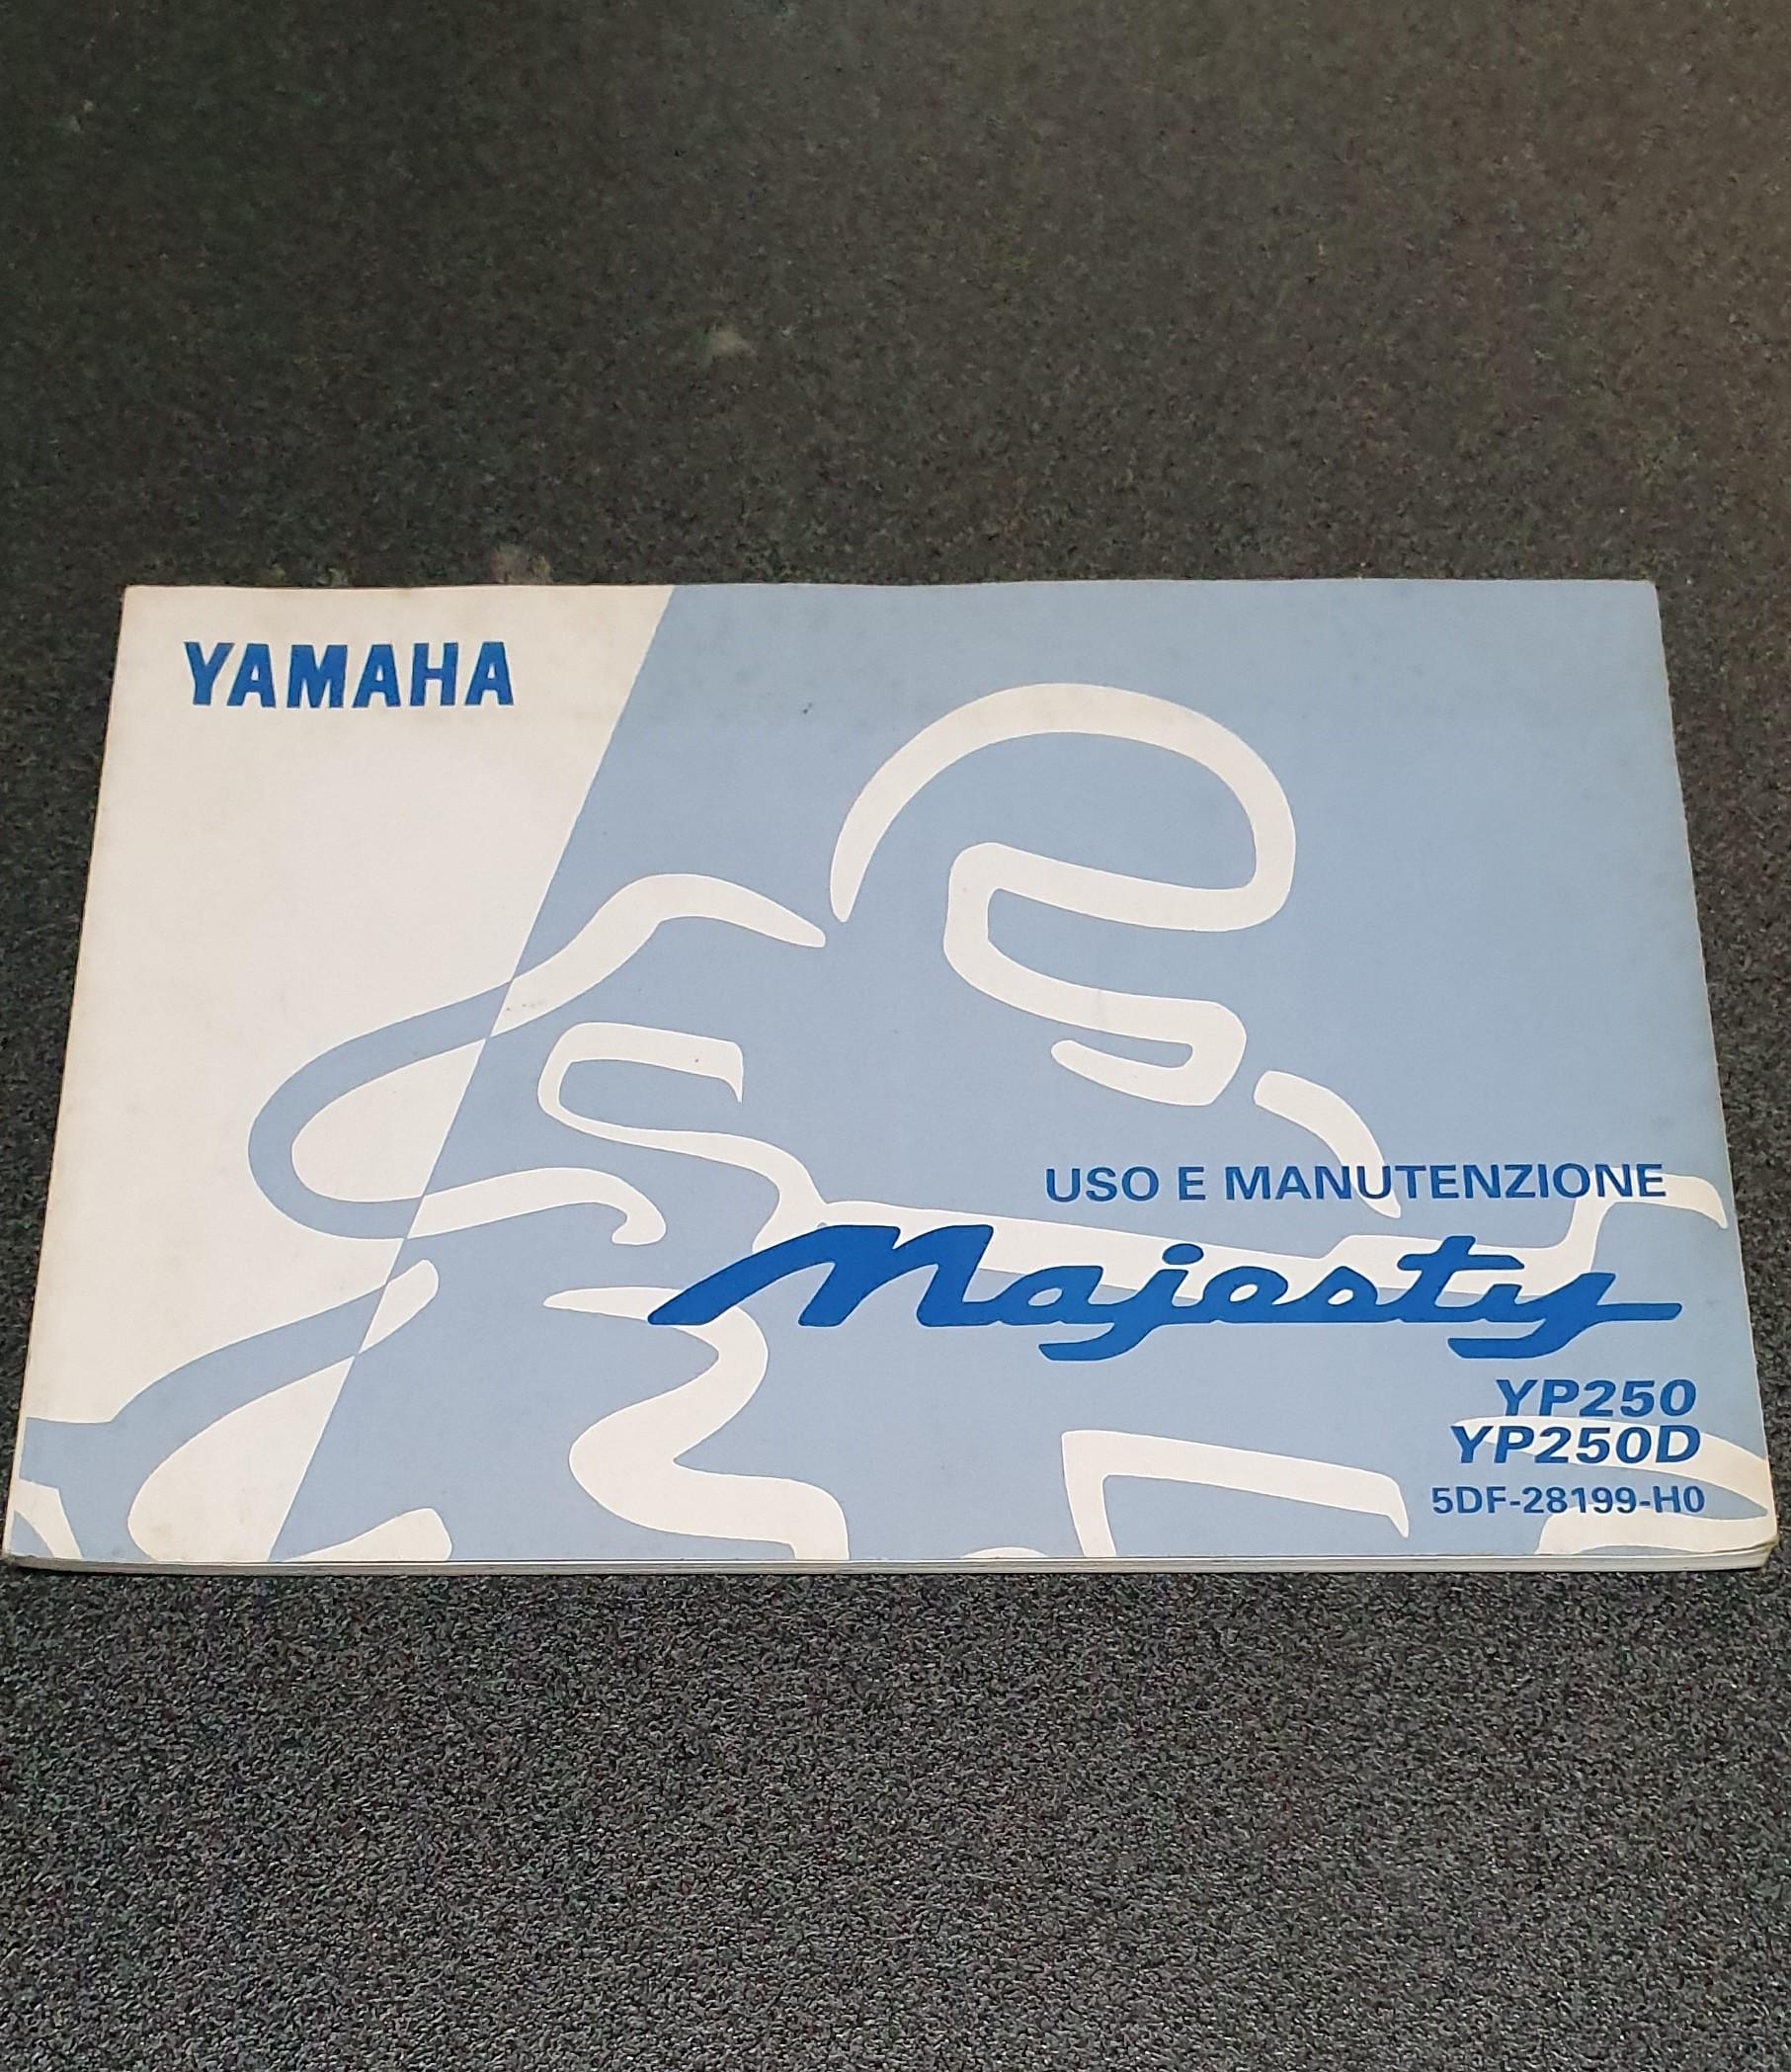 YAMAHA
USO E MANUTENZIONE
Majesty
YP250
YP250D
5DF-28199-H0